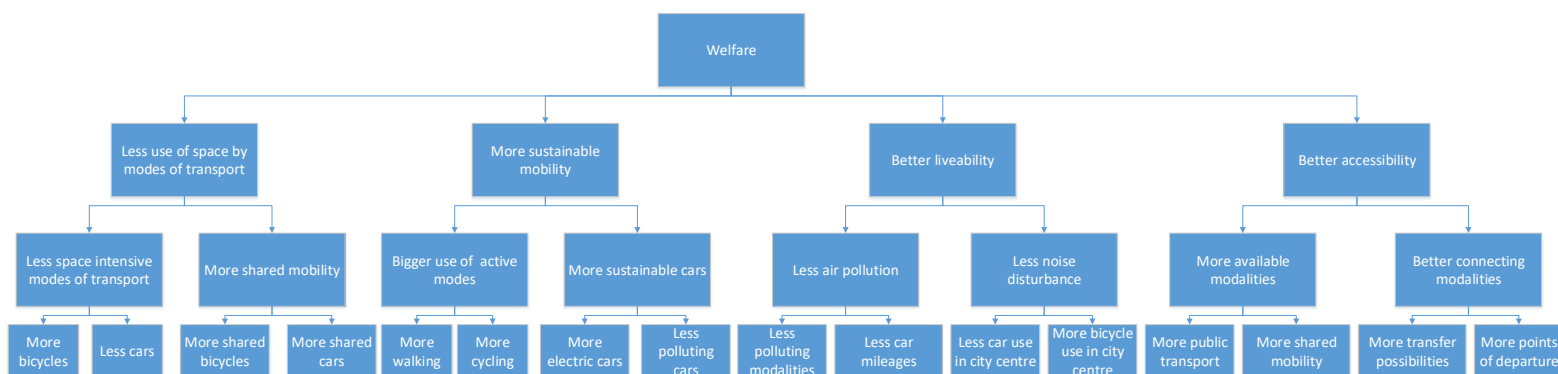 Welfare
Less use of space by
modes of transport
More sustainable
mobility
Better liveability
Better accessibility
Less space intensive
modes of transport
More shared mobility
Bigger use of active
modes
More sustainable cars
Less air pollution
Less noise
disturbance
More available
modalities
Better connecting
modalities
More
bicycles
Less cars
More shared
bicycles
More shared
cars
More
walking
More
cycling
More
electric cars
Less
polluting
cars
Less
polluting
modalities
Less car
mileages
Less car use
in city centre
More bicycle
use in city
centre
More public
transport
More shared
mobility
More transfer
possibilities
More points
of departure